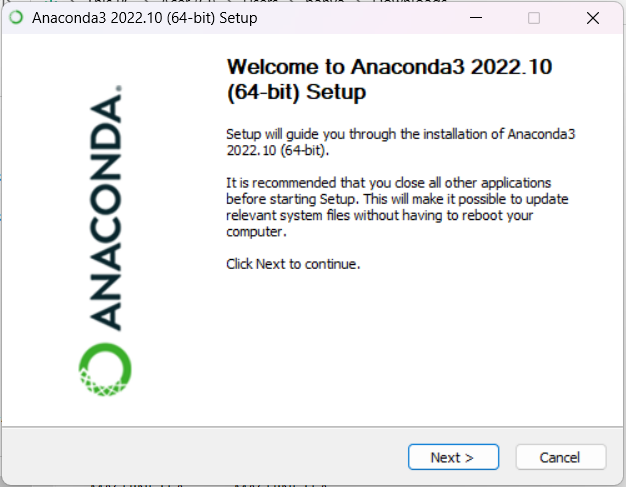 Anaconda3 2022.10 (64-bit) Setup
Welcome to Anaconda3 2022.10
(64-bit) Setup
ANACONDA.
Setup will guide you through the installation of Anaconda3
2022.10 (64-bit).
It is recommended that you close all other applications
before starting Setup. This will make it possible to update
relevant system files without having to reboot your
computer.
Click Next to continue.
Next >
Cancel